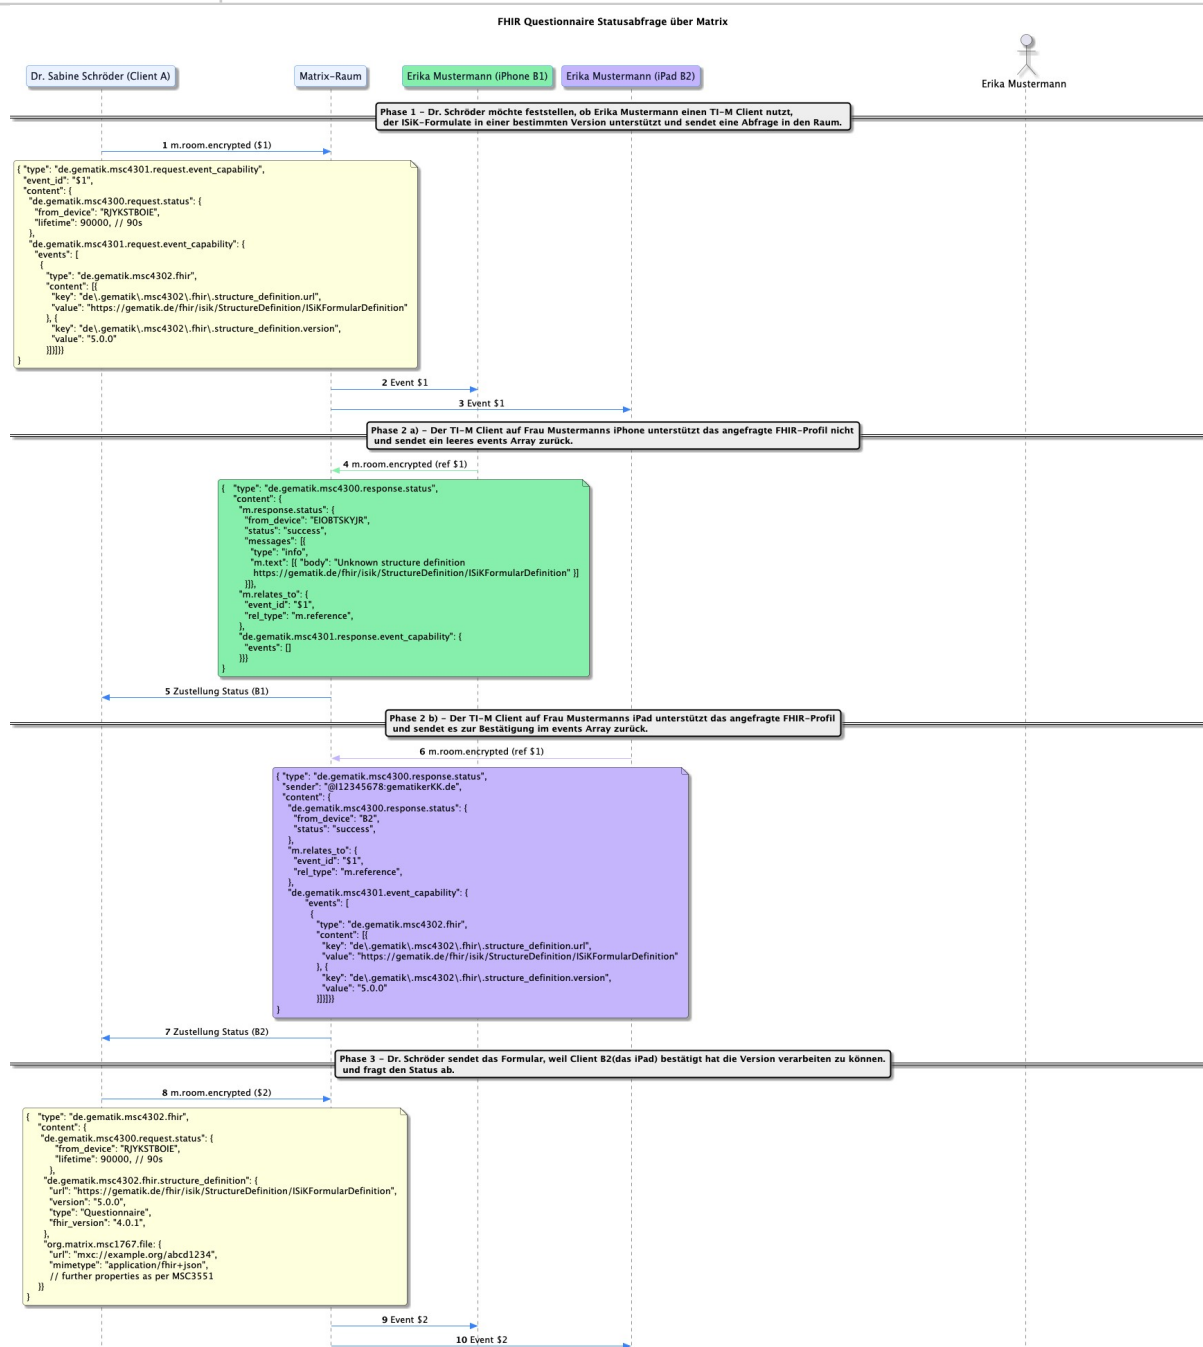 FHIR Questionnaire Statusabfrage über Matrix
Dr. Sabine Schröder (Client A)
Matrix-Raum
Erika Mustermann (iPhone B1)
Erika Mustermann (iPad B2)
Erika Mustermann
Phase 1 - Dr. Schröder möchte feststellen, ob Erika Mustermann einen TI-M Client nutzt,
der ISiK-Formulate in einer bestimmten Version unterstützt und sendet eine Abfrage in den Raum.
1 m.room.encrypted ($1)
{ "type": "de.gematik.msc4301.request.event_capability",
"event_id": "$1",
"content": {
"de.gematik.msc4300.request.status": {
"from_device": "RJYKSTBOIE",
"lifetime": 90000, // 90s
},
"de.gematik.msc4301.request.event_capability": {
"events": [
{
"type": "de.gematik.msc4302.fhir",
"content": [{
"key": "de\.gematik\.msc4302\.fhir\.structure_definition.url",
"value": "https://gematik.de/fhir/isik/StructureDefinition/ISiKFormularDefinition"
}, {
"key": "de\.gematik\.msc4302\.fhir\.structure_definition.version",
"value": "5.0.0"
}]}]}}
}
2 Event $1
3 Event $1
Phase 2 a) - Der TI-M Client auf Frau Mustermanns iPhone unterstützt das angefragte FHIR-Profil nicht
und sendet ein leeres events Array zurück.
4 m.room.encrypted (ref $1)
{ "type": "de.gematik.msc4300.response.status",
"content": {
"m.response.status": {
"from_device": "EIOBTSKYJR",
"status": "success",
"messages": [{
"type": "info",
"m.text": [{ "body": "Unknown structure definition
https://gematik.de/fhir/isik/StructureDefinition/ISiKFormularDefinition" }]
}]},
"m.relates_to": {
"event_id": "$1",
"rel_type": "m.reference",
},
"de.gematik.msc4301.response.event_capability": {
"events": []
}}}
}
5 Zustellung Status (B1)
Phase 2 b) - Der TI-M Client auf Frau Mustermanns iPad unterstützt das angefragte FHIR-Profil
und sendet es zur Bestätigung im events Array zurück.
6 m.room.encrypted (ref $1)
{ "type": "de.gematik.msc4300.response.status",
"sender": "@I12345678:gematikerKK.de",
"content": {
"de.gematik.msc4300.response.status": {
"from_device": "B2",
"status": "success",
},
"m.relates_to": {
"event_id": "$1",
"rel_type": "m.reference",
},
"de.gematik.msc4301.event_capability": {
"events": [
{
"type": "de.gematik.msc4302.fhir",
"content": [{
"key": "de\.gematik\.msc4302\.fhir\.structure_definition.url",
"value": "https://gematik.de/fhir/isik/StructureDefinition/ISiKFormularDefinition"
}, {
"key": "de\.gematik\.msc4302\.fhir\.structure_definition.version",
"value": "5.0.0"
}]}]}}
}
7 Zustellung Status (B2)
Phase 3 - Dr. Schröder sendet das Formular, weil Client B2(das iPad) bestätigt hat die Version verarbeiten zu können.
und fragt den Status ab.
8 m.room.encrypted ($2)
{ "type": "de.gematik.msc4302.fhir",
"content": {
"de.gematik.msc4300.request.status": {
"from_device": "RJYKSTBOIE",
"lifetime": 90000, // 90s
},
"de.gematik.msc4302.fhir.structure_definition": {
"url": "https://gematik.de/fhir/isik/StructureDefinition/ISiKFormularDefinition",
"version": "5.0.0",
"type": "Questionnaire",
"fhir_version": "4.0.1",
},
"org.matrix.msc1767.file: {
"url": "mxc://example.org/abcd1234",
"mimetype": "application/fhir+json",
// further properties as per MSC3551
}}
}
9 Event $2
10 Event $2